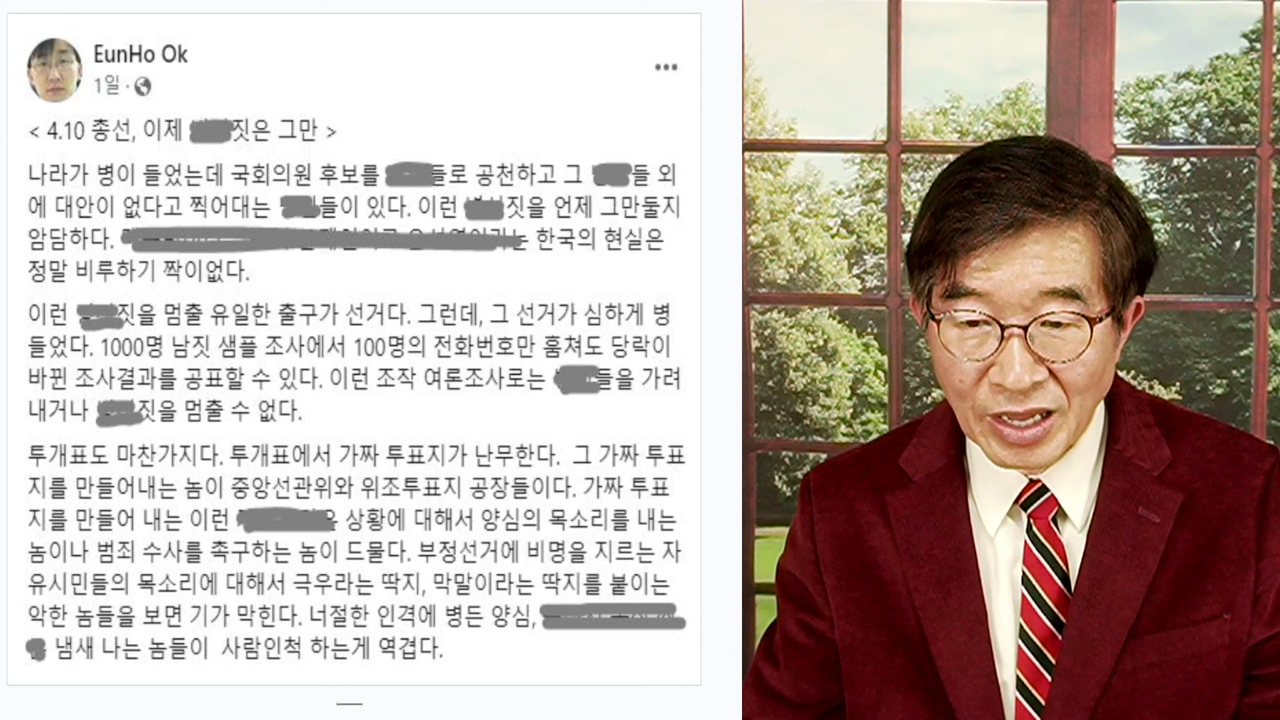 EunHo Ok
1일 ·
< 4.10 총선, 이제 짓은 그만 >
나라가 병이 들었는데 국회의원 후보를 들로 공천하고 그 들 외
에 대안이 없다고 찍어대는 들이 있다. 이런 짓을 언제 그만둘지
암담하다. 한국의 현실은
정말 비루하기 짝이없다.
이런 짓을 멈출 유일한 출구가 선거다. 그런데, 그 선거가 심하게 병
들었다. 1000명 남짓 샘플 조사에서 100명의 전화번호만 훔쳐도 당락이
바뀐 조사결과를 공표할 수 있다. 이런 조작 여론조사로는 들을 가려
내거나 짓을 멈출 수 없다.
투개표도 마찬가지다. 투개표에서 가짜 투표지가 난무한다. 그 가짜 투표
지를 만들어내는 놈이 중앙선관위와 위조투표지 공장들이다. 가짜 투표
지를 만들어 내는 이런 상황에 대해서 양심의 목소리를 내는
놈이나 범죄 수사를 촉구하는 놈이 드물다. 부정선거에 비명을 지르는 자
유시민들의 목소리에 대해서 극우라는 딱지, 막말이라는 딱지를 붙이는
악한 놈들을 보면 기가 막힌다. 너절한 인격에 병든 양심,
냄새 나는 놈들이 사람인척 하는게 역겹다.